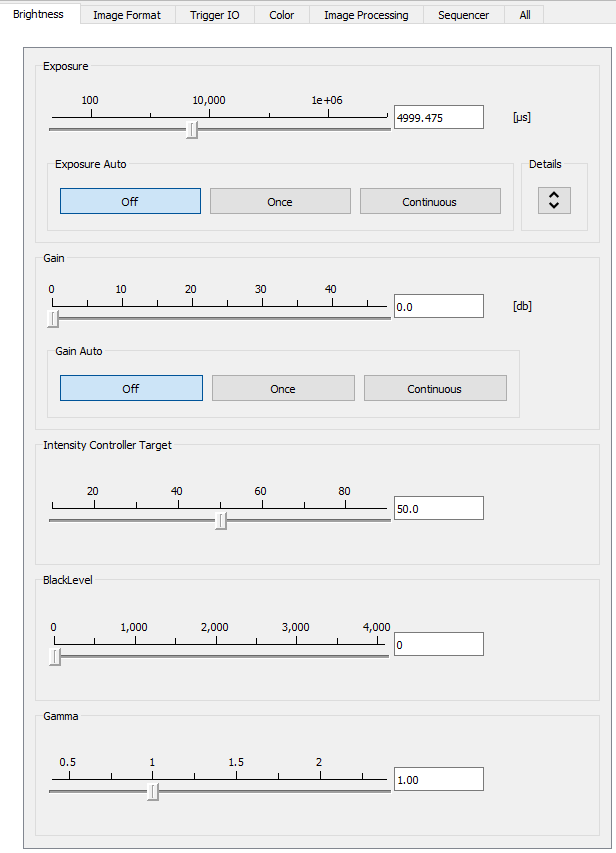 Brightness Image Format Trigger IO Color Image Processing Sequencer All
Exposure
100 10,000 1e+06
4999.475 [µs]
Exposure Auto Details
Off Once Continuous
Gain
0 10 20 30 40
0.0 [db]
Gain Auto
Off Once Continuous
Intensity Controller Target
20 40 60 80
50.0
BlackLevel
0 1,000 2,000 3,000 4,000
0
Gamma
0.5 1 1.5 2
1.00